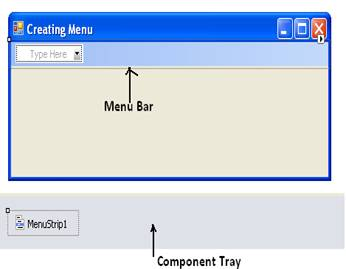 Creating Menu
Type Here
Menu Bar
MenuStrip1
Component Tray